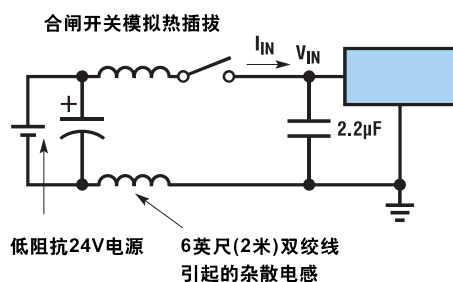 合闸开关模拟热插拔
IIN
VIN
+
2.2µF
低阻抗24V电源
6英尺(2米)双绞线
引起的杂散电感